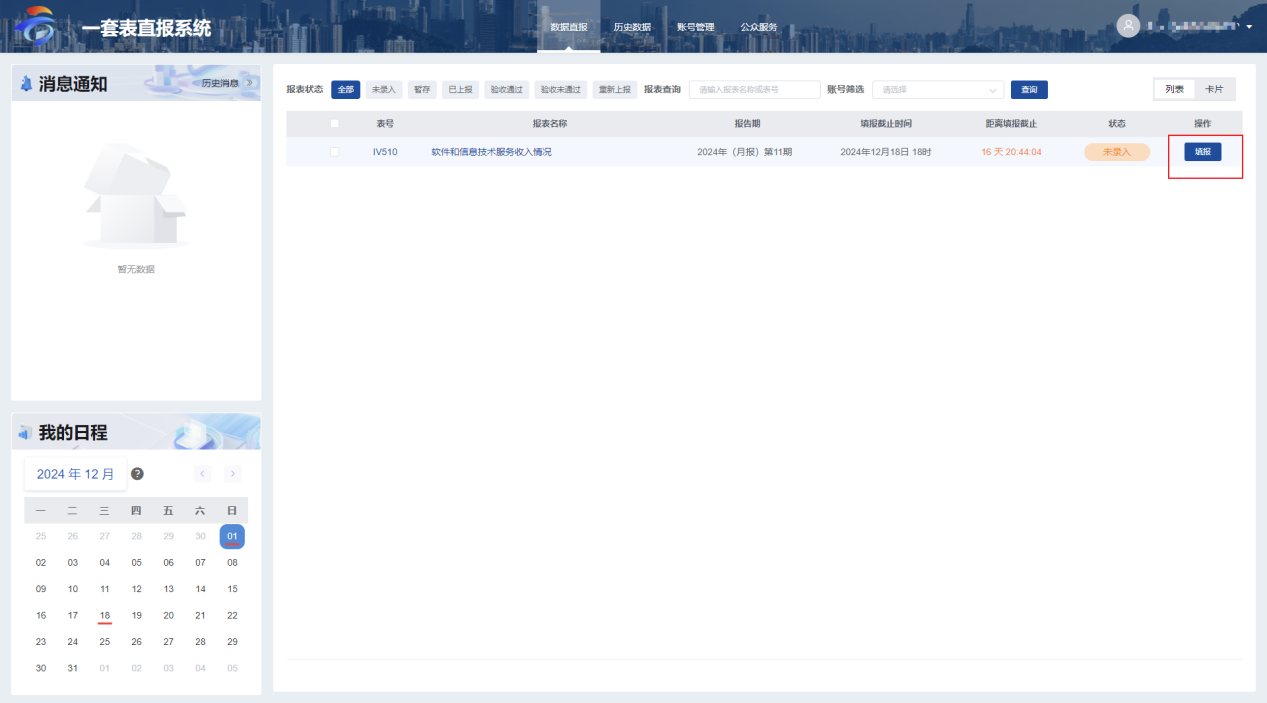 一套表直报系统
数据直报 历史数据 账号管理 公众服务
消息通知 历史消息 »
暂无数据
我的日程
2024 年 12 月 ?
一 二 三 四 五 六 日
25 26 27 28 29 30 01
02 03 04 05 06 07 08
09 10 11 12 13 14 15
16 17 18 19 20 21 22
23 24 25 26 27 28 29
30 31 01 02 03 04 05
报表状态 全部 未录入 暂存 已上报 验收通过 验收未通过 重新上报 报表查询 请输入报表名称或表号 账号筛选 请选择 查询 列表 卡片
表号 报表名称 报告期 填报截止时间 距离填报截止 状态 操作
IV510 软件和信息技术服务收入情况 2024年（月报）第11期 2024年12月18日 18时 16 天 20:44:04 未录入 填报